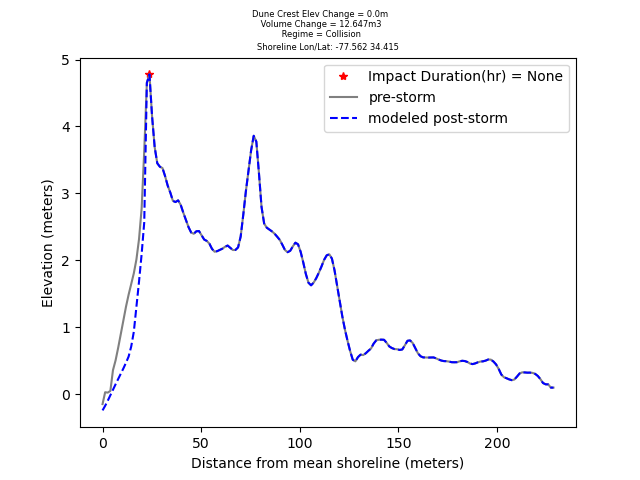 Dune Crest Elev Change = 0.0m
Volume Change = 12.647m3
Regime = Collision
Shoreline Lon/Lat: -77.562 34.415
Impact Duration(hr) = None
pre-storm
modeled post-storm
Elevation (meters)
5
4
3
2
1
0
0 50 100 150 200
Distance from mean shoreline (meters)